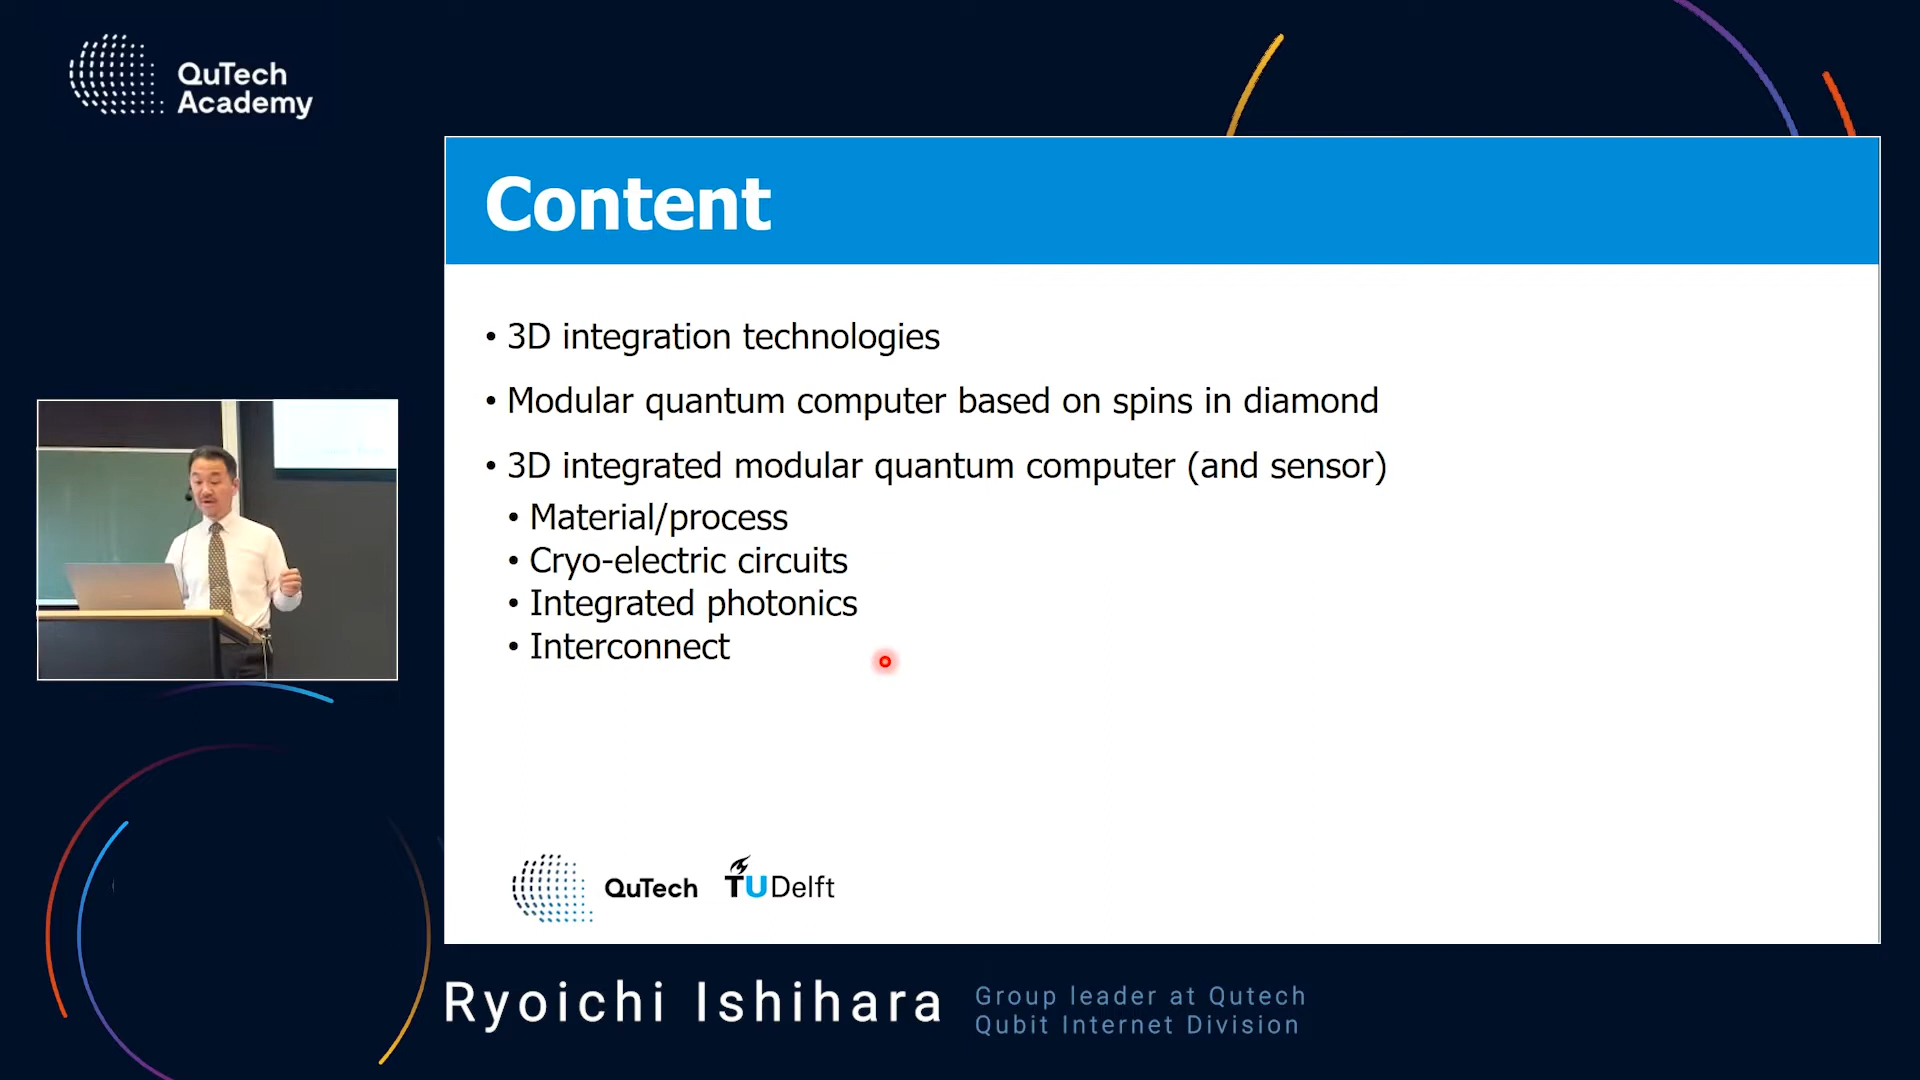 QuTech
Academy
Content
• 3D integration technologies
• Modular quantum computer based on spins in diamond
• 3D integrated modular quantum computer (and sensor)
• Material/process
• Cryo-electric circuits
• Integrated photonics
• Interconnect
QuTech TU Delft
Ryoichi Ishihara
Group leader at Qutech
Qubit Internet Division